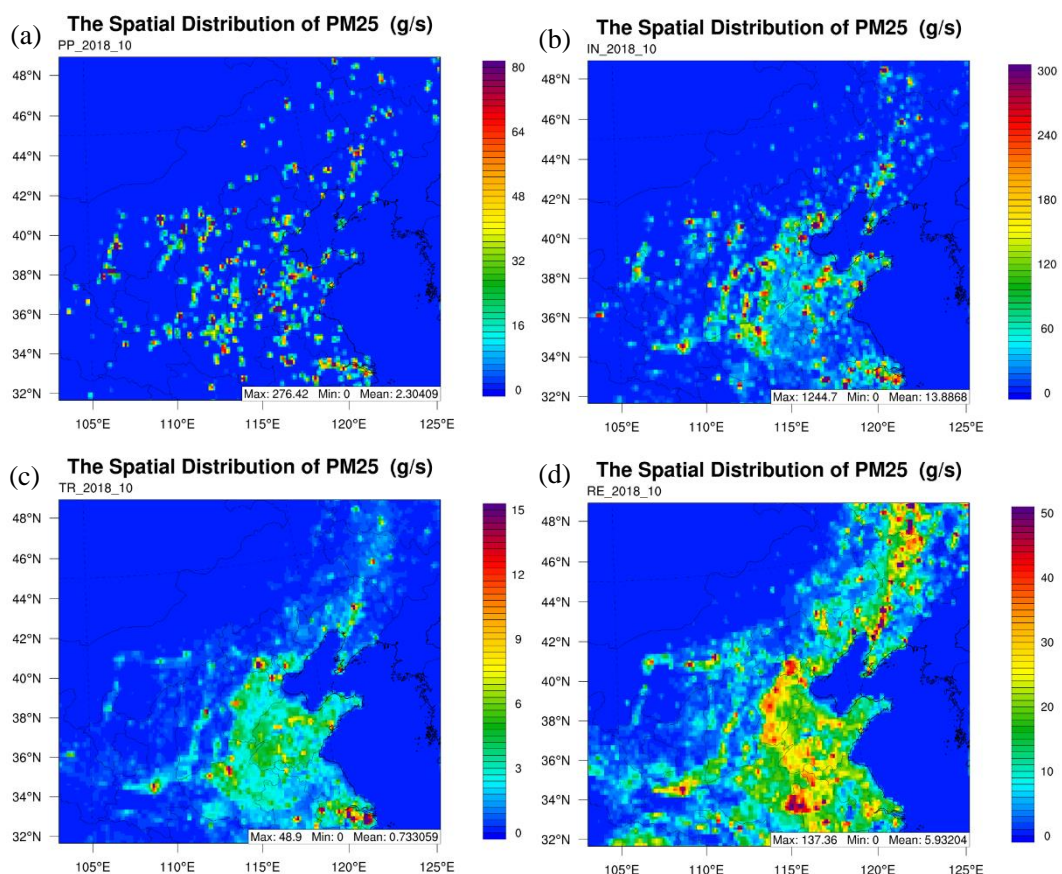 (a)
The Spatial Distribution of PM25 (g/s)
PP_2018_10
48°N
46°N
44°N
42°N
40°N
38°N
36°N
34°N
32°N
105°E 110°E 115°E 120°E 125°E
Max: 276.42 Min: 0 Mean: 2.30409
80
64
48
32
16
0
(b)
The Spatial Distribution of PM25 (g/s)
IN_2018_10
48°N
46°N
44°N
42°N
40°N
38°N
36°N
34°N
32°N
105°E 110°E 115°E 120°E 125°E
Max: 1244.7 Min: 0 Mean: 13.8868
300
240
180
120
60
0
(c)
The Spatial Distribution of PM25 (g/s)
TR_2018_10
48°N
46°N
44°N
42°N
40°N
38°N
36°N
34°N
32°N
105°E 110°E 115°E 120°E 125°E
Max: 48.9 Min: 0 Mean: 0.733059
15
12
9
6
3
0
(d)
The Spatial Distribution of PM25 (g/s)
RE_2018_10
48°N
46°N
44°N
42°N
40°N
38°N
36°N
34°N
32°N
105°E 110°E 115°E 120°E 125°E
Max: 137.36 Min: 0 Mean: 5.93204
50
40
30
20
10
0